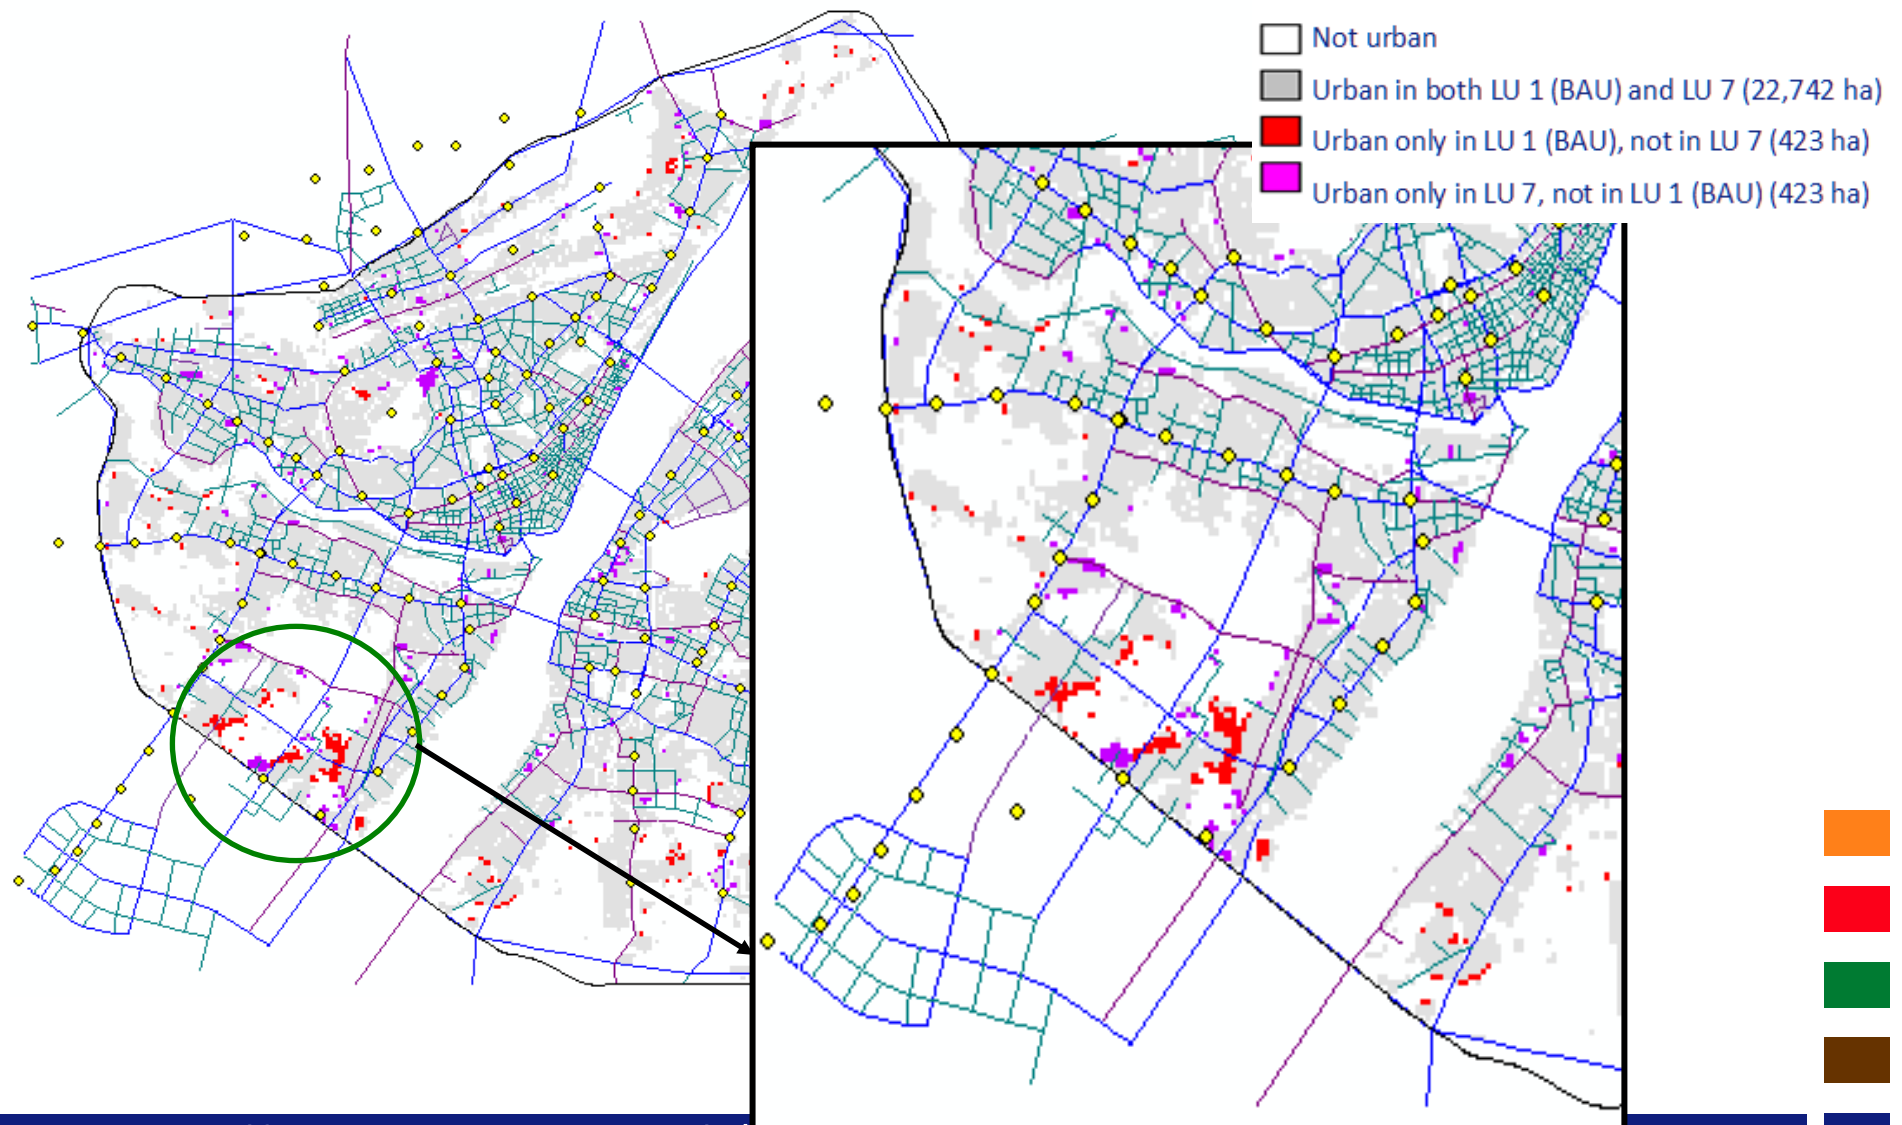 Not urban
Urban in both LU 1 (BAU) and LU 7 (22,742 ha)
Urban only in LU 1 (BAU), not in LU 7 (423 ha)
Urban only in LU 7, not in LU 1 (BAU) (423 ha)